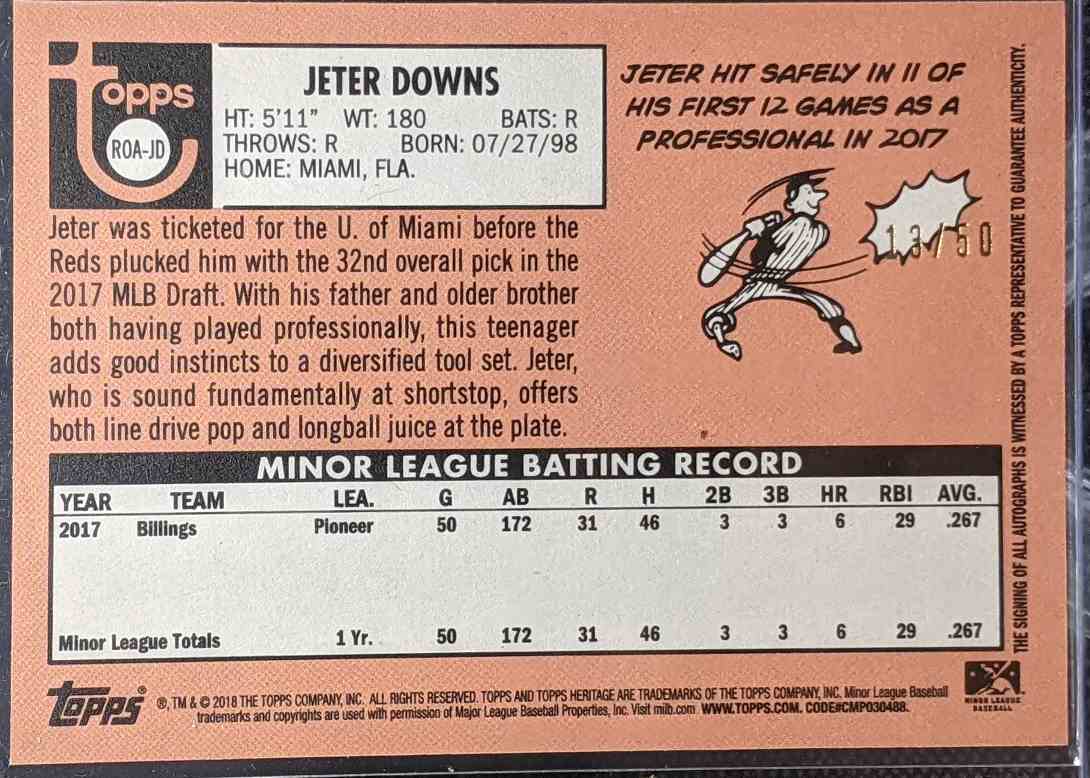 topps
ROA-JD
JETER DOWNS
HT: 5'11" WT: 180 BATS: R
THROWS: R BORN: 07/27/98
HOME: MIAMI, FLA.
JETER HIT SAFELY IN 11 OF
HIS FIRST 12 GAMES AS A
PROFESSIONAL IN 2017
13/50
Jeter was ticketed for the U. of Miami before the
Reds plucked him with the 32nd overall pick in the
2017 MLB Draft. With his father and older brother
both having played professionally, this teenager
adds good instincts to a diversified tool set. Jeter,
who is sound fundamentally at shortstop, offers
both line drive pop and longball juice at the plate.
MINOR LEAGUE BATTING RECORD
YEAR TEAM LEA. G AB R H 2B 3B HR RBI AVG.
2017 Billings Pioneer 50 172 31 46 3 3 6 29 .267
Minor League Totals 1 Yr. 50 172 31 46 3 3 6 29 .267
THE SIGNING OF ALL AUTOGRAPHS IS WITNESSED BY A TOPPS REPRESENTATIVE TO GUARANTEE AUTHENTICITY.
TOPPS®
®, TM & © 2018 THE TOPPS COMPANY, INC. ALL RIGHTS RESERVED. TOPPS AND TOPPS HERITAGE ARE TRADEMARKS OF THE TOPPS COMPANY, INC. Minor League Baseball
trademarks and copyrights are used with permission of Major League Baseball Properties, Inc. Visit milb.com. WWW.TOPPS.COM. CODE#CMP030488.
MINOR LEAGUE
BASEBALL